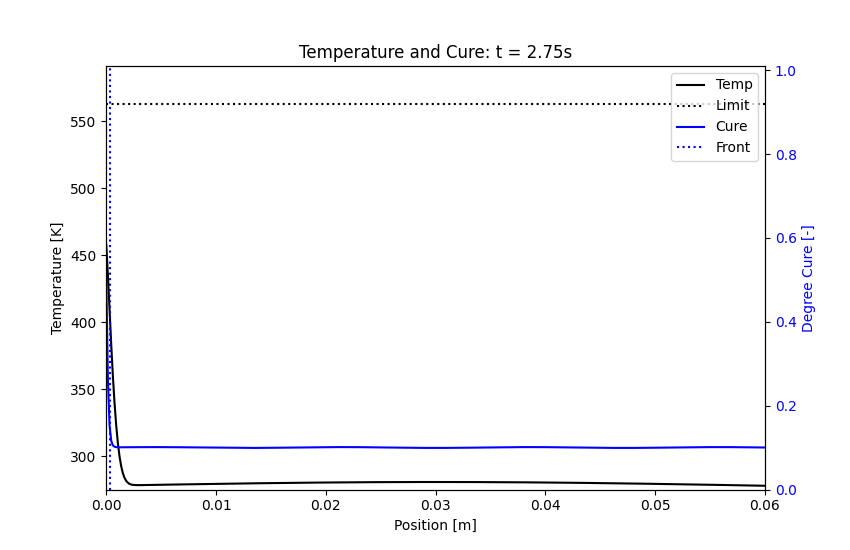 Temperature and Cure: t = 2.75s
Temp
Limit
Cure
Front
Temperature [K]
550
500
450
400
350
300
1.0
0.8
0.6
0.4
0.2
0.0
Degree Cure [-]
0.00 0.01 0.02 0.03 0.04 0.05 0.06
Position [m]